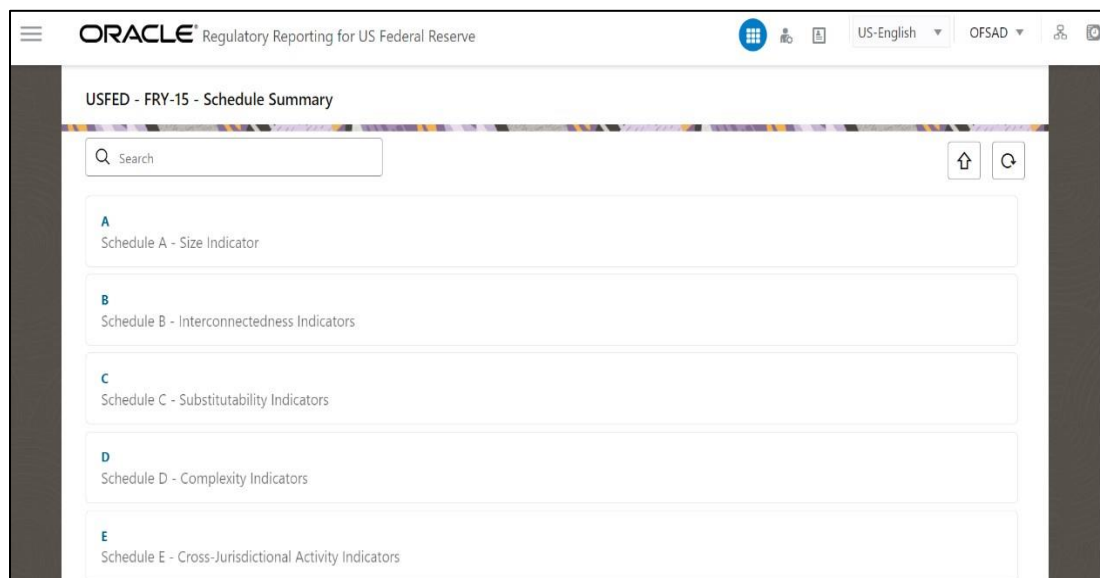 ORACLE® Regulatory Reporting for US Federal Reserve
US-English
OFSAD
USFED - FRY-15 - Schedule Summary
Search
A
Schedule A - Size Indicator
B
Schedule B - Interconnectedness Indicators
C
Schedule C - Substitutability Indicators
D
Schedule D - Complexity Indicators
E
Schedule E - Cross-Jurisdictional Activity Indicators